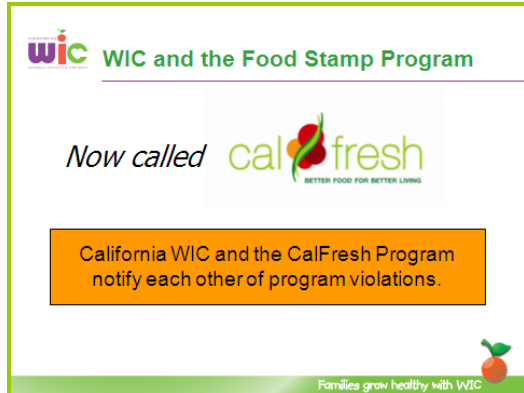 WIC
WIC and the Food Stamp Program
Now called
cal fresh
BETTER FOOD FOR BETTER LIVING
California WIC and the CalFresh Program
notify each other of program violations.
Families grow healthy with WIC